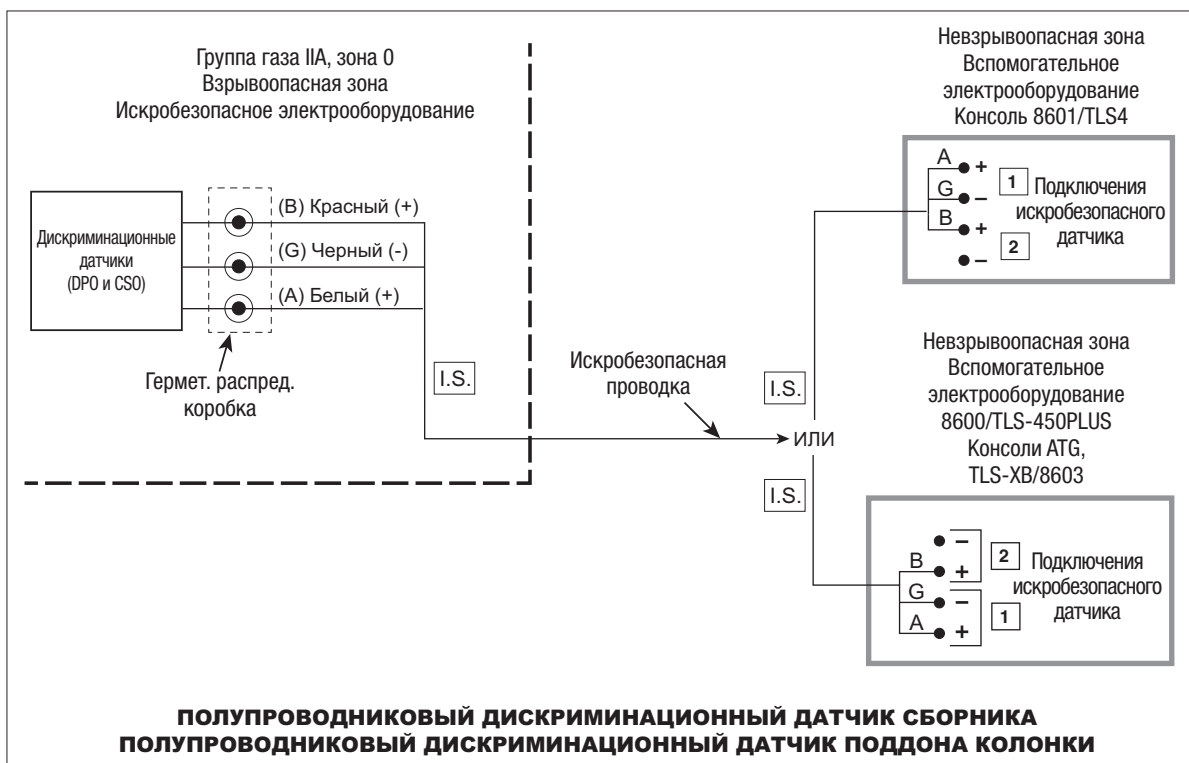 Группа газа IIA, зона 0
Взрывоопасная зона
Искробезопасное электрооборудование
Дискриминационные
датчики
(DPO и CSO)
(B) Красный (+)
(G) Черный (-)
(A) Белый (+)
Гермет. распред.
коробка
I.S.
Искробезопасная
проводка
I.S.
ИЛИ
I.S.
Невзрывоопасная зона
Вспомогательное
электрооборудование
Консоль 8601/TLS4
A +
G –
B +
–
1
2
Подключения
искробезопасного
датчика
Невзрывоопасная зона
Вспомогательное
электрооборудование
8600/TLS-450PLUS
Консоли ATG,
TLS-XB/8603
–
B +
G –
A +
2
1
Подключения
искробезопасного
датчика
ПОЛУПРОВОДНИКОВЫЙ ДИСКРИМИНАЦИОННЫЙ ДАТЧИК СБОРНИКА
ПОЛУПРОВОДНИКОВЫЙ ДИСКРИМИНАЦИОННЫЙ ДАТЧИК ПОДДОНА КОЛОНКИ